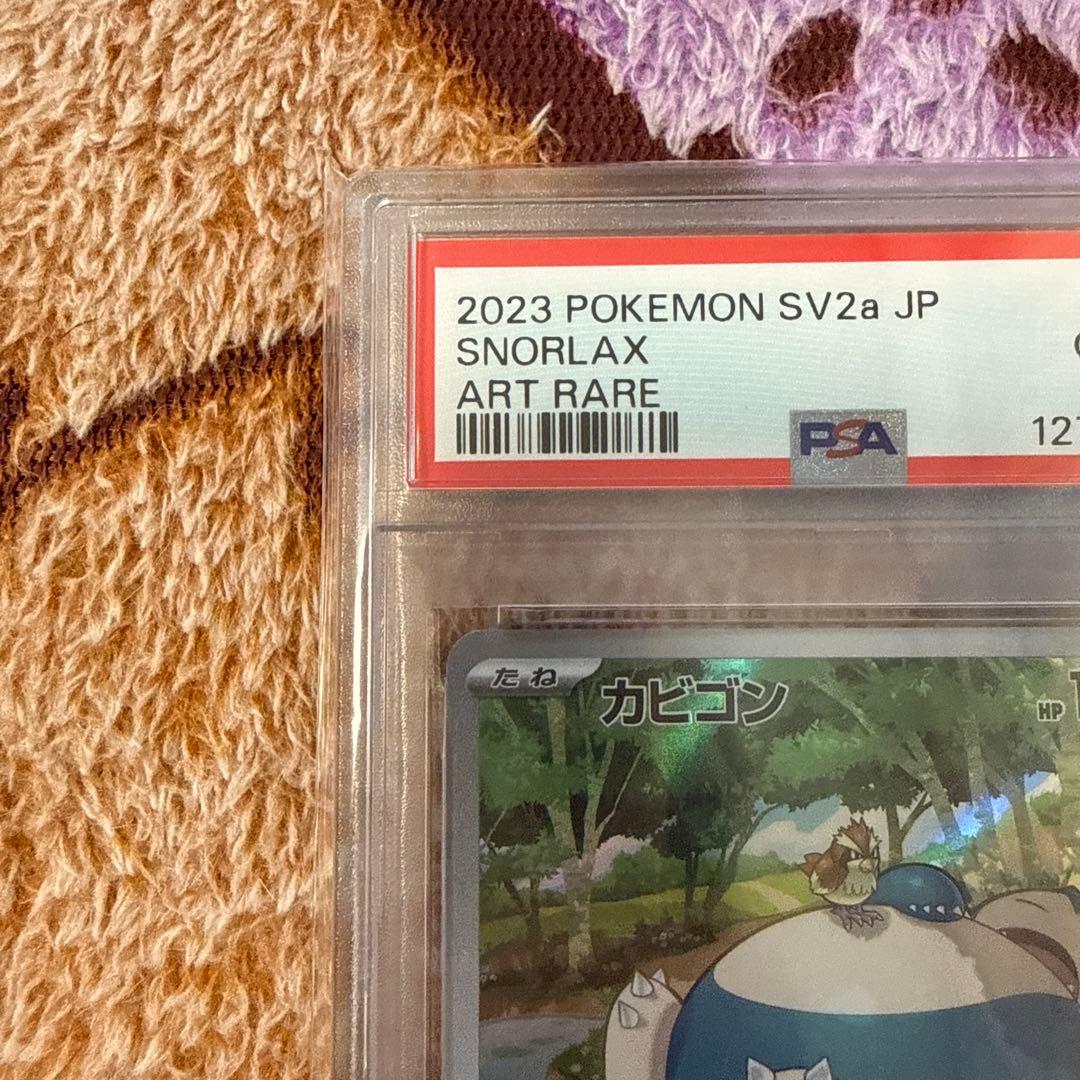 2023 POKEMON SV2a JP
SNORLAX
ART RARE
PSA
たね
カビゴン
HP